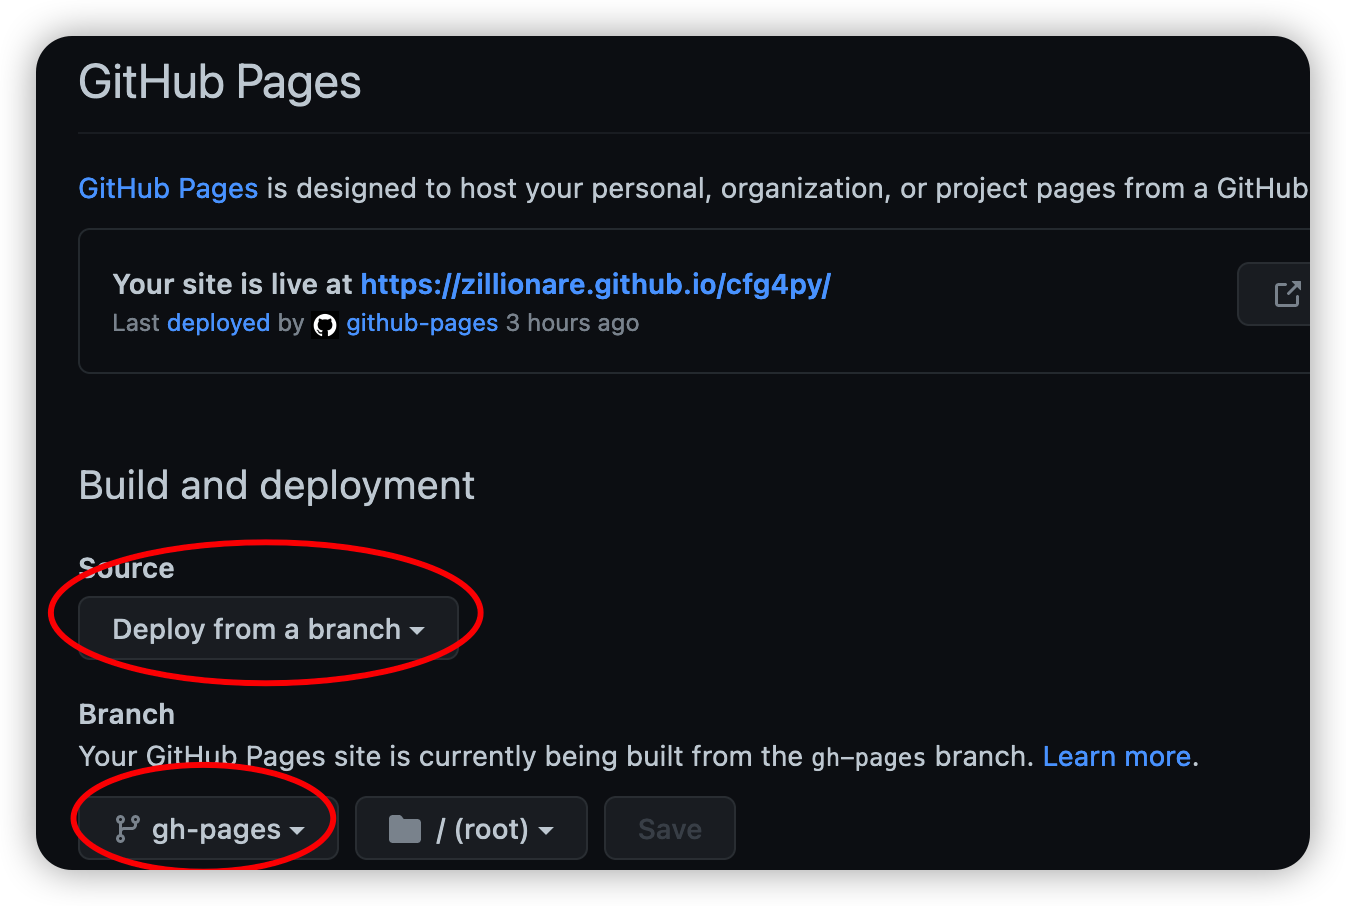 GitHub Pages
GitHub Pages is designed to host your personal, organization, or project pages from a GitHub
Your site is live at https://zillionare.github.io/cfg4py/
Last deployed by github-pages 3 hours ago
Build and deployment
Source
Deploy from a branch
Branch
Your GitHub Pages site is currently being built from the gh-pages branch. Learn more.
gh-pages / (root) Save